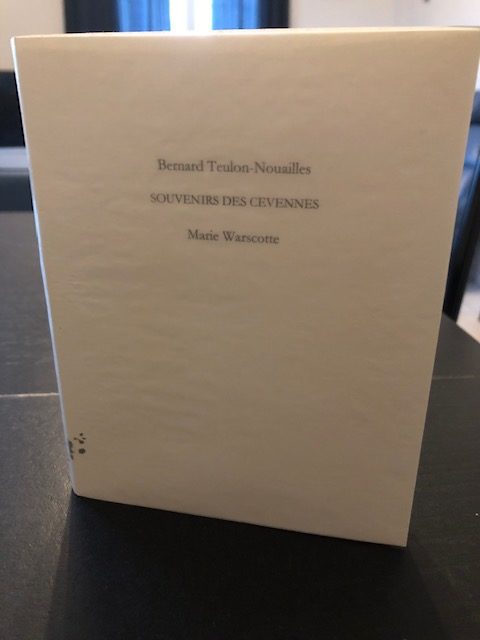 Bernard Teulon-Nouailles
SOUVENIRS DES CEVENNES
Marie Warscotte